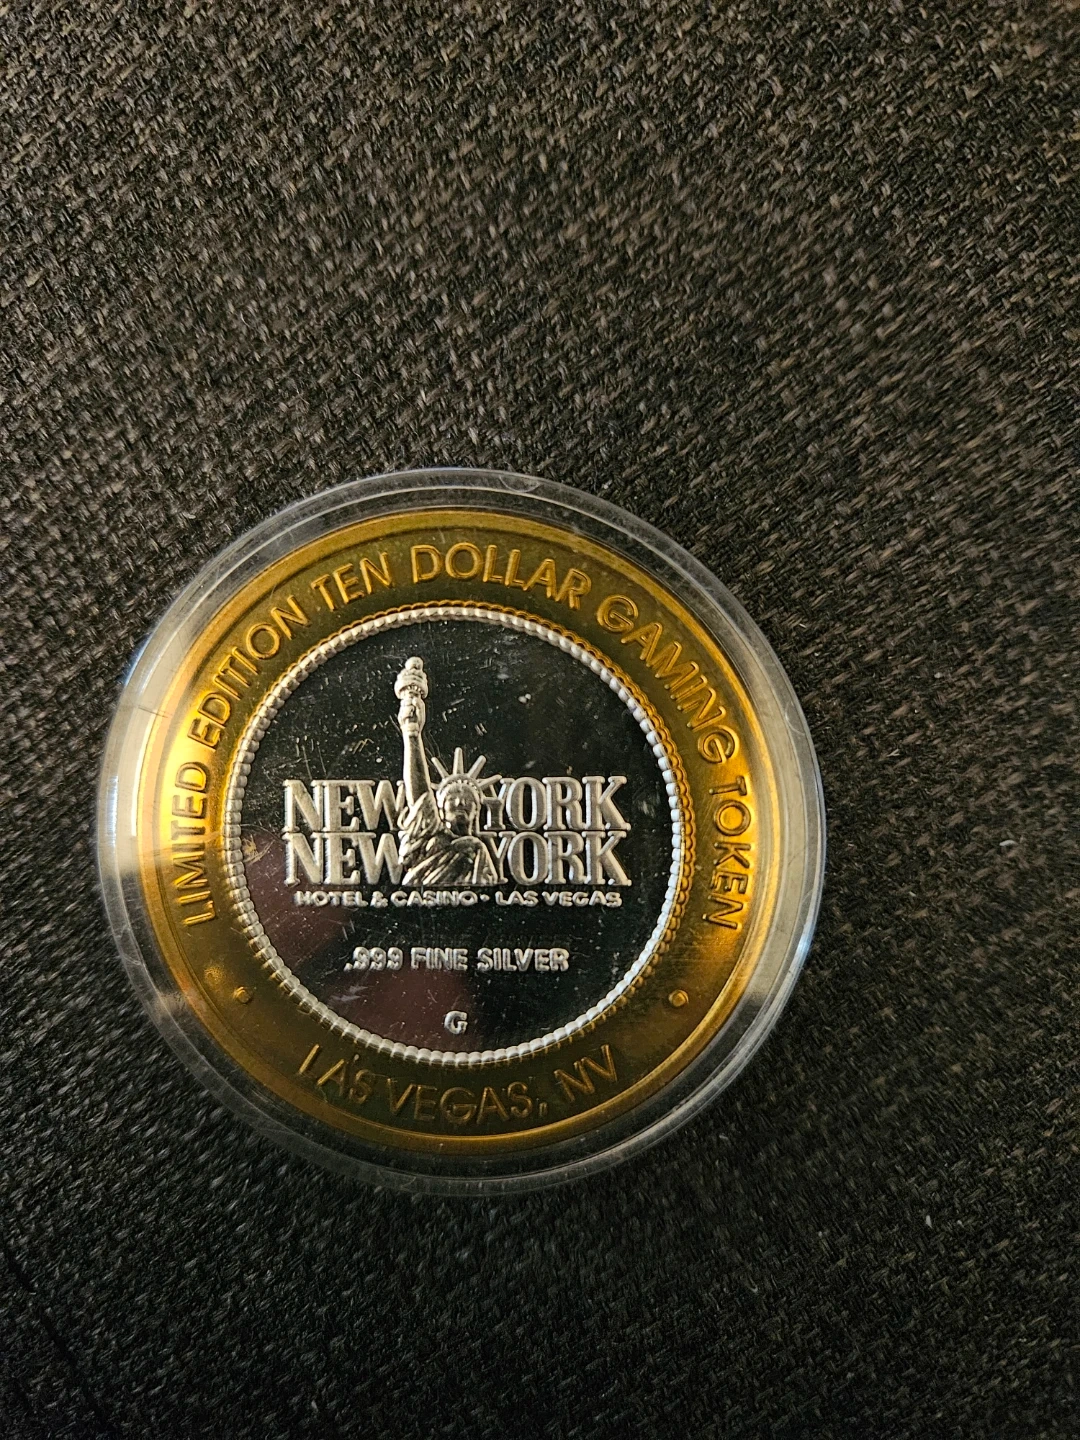 LIMITED EDITION TEN DOLLAR GAMING TOKEN
NEW YORK
NEW YORK
HOTEL & CASINO • LAS VEGAS
.999 FINE SILVER
G
LAS VEGAS, NV